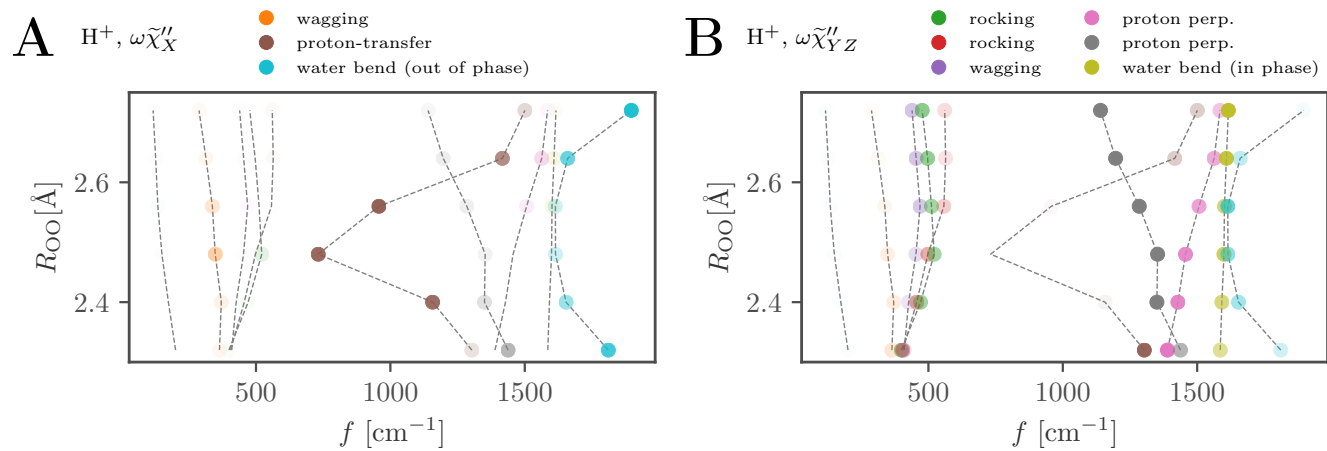 A H⁺, ωχ̃″_X
wagging
proton-transfer
water bend (out of phase)
R_OO [Å]
2.6
2.4
500 1000 1500
f [cm⁻¹]
B H⁺, ωχ̃″_YZ
rocking
rocking
wagging
proton perp.
proton perp.
water bend (in phase)
R_OO [Å]
2.6
2.4
500 1000 1500
f [cm⁻¹]